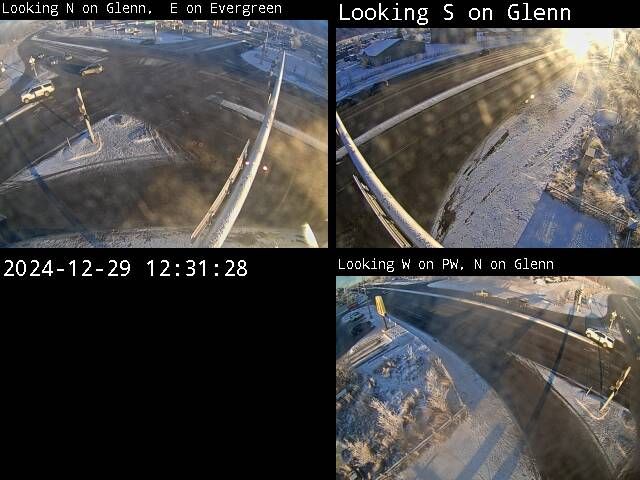 Looking N on Glenn,  E on Evergreen
Looking S on Glenn
2024-12-29 12:31:28
Looking W on PW, N on Glenn